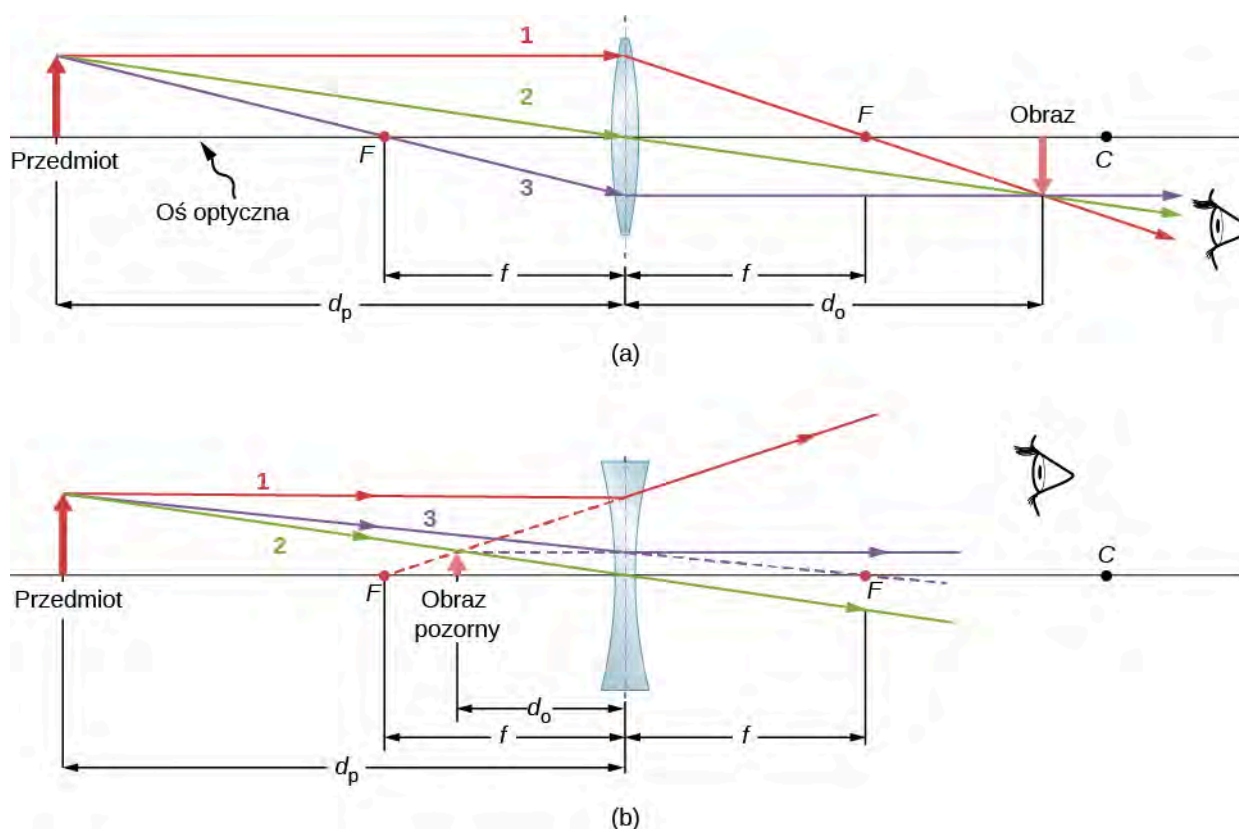 1
2
F
Obraz
Przedmiot
F
C
3
Oś optyczna
f
f
dₚ
dₒ
(a)
1
3
2
C
Przedmiot
F
Obraz
pozorny
F
dₒ
f
f
dₚ
(b)